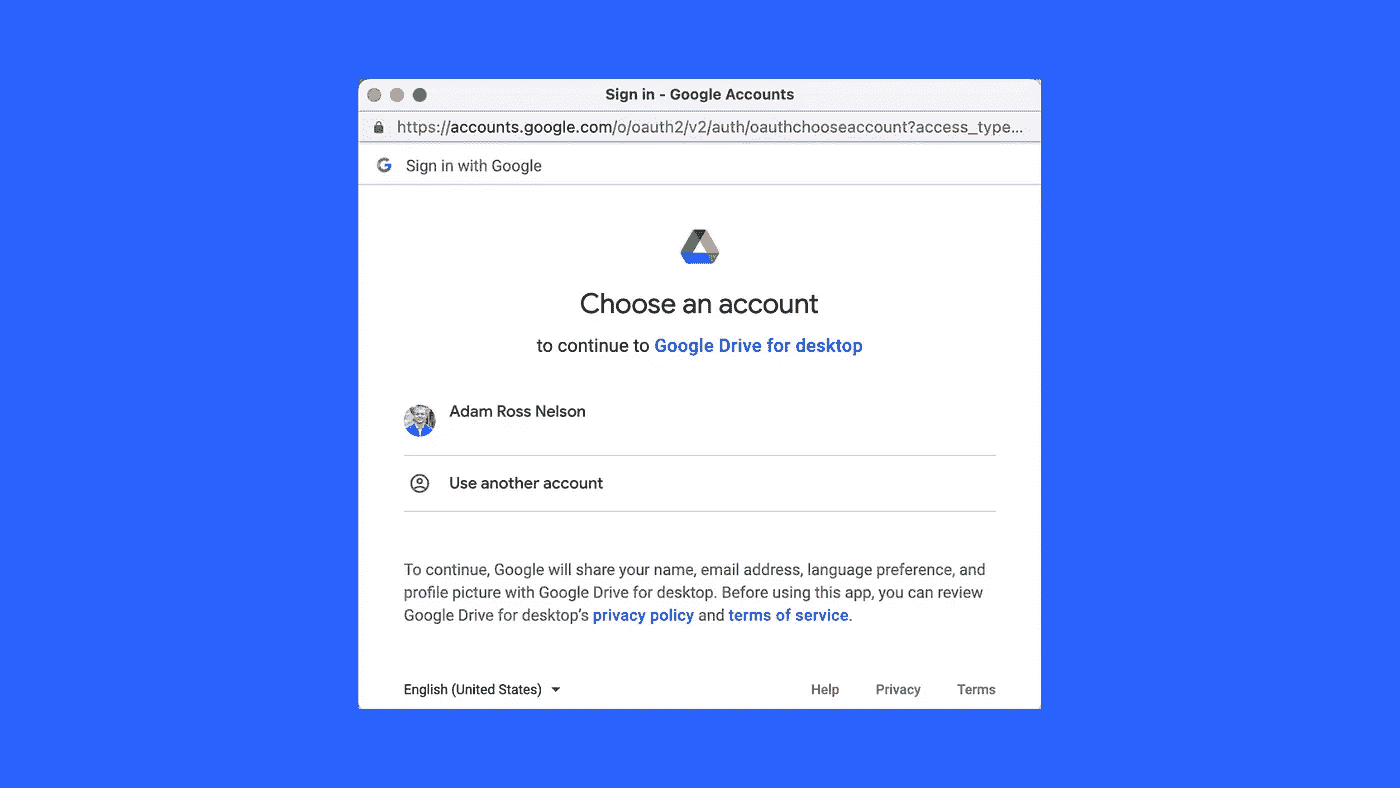 Sign in - Google Accounts
https://accounts.google.com/o/oauth2/v2/auth/oauthchooseaccount?access_type...
Sign in with Google
Choose an account
to continue to Google Drive for desktop
Adam Ross Nelson
Use another account
To continue, Google will share your name, email address, language preference, and
profile picture with Google Drive for desktop. Before using this app, you can review
Google Drive for desktop’s privacy policy and terms of service.
English (United States) Help Privacy Terms